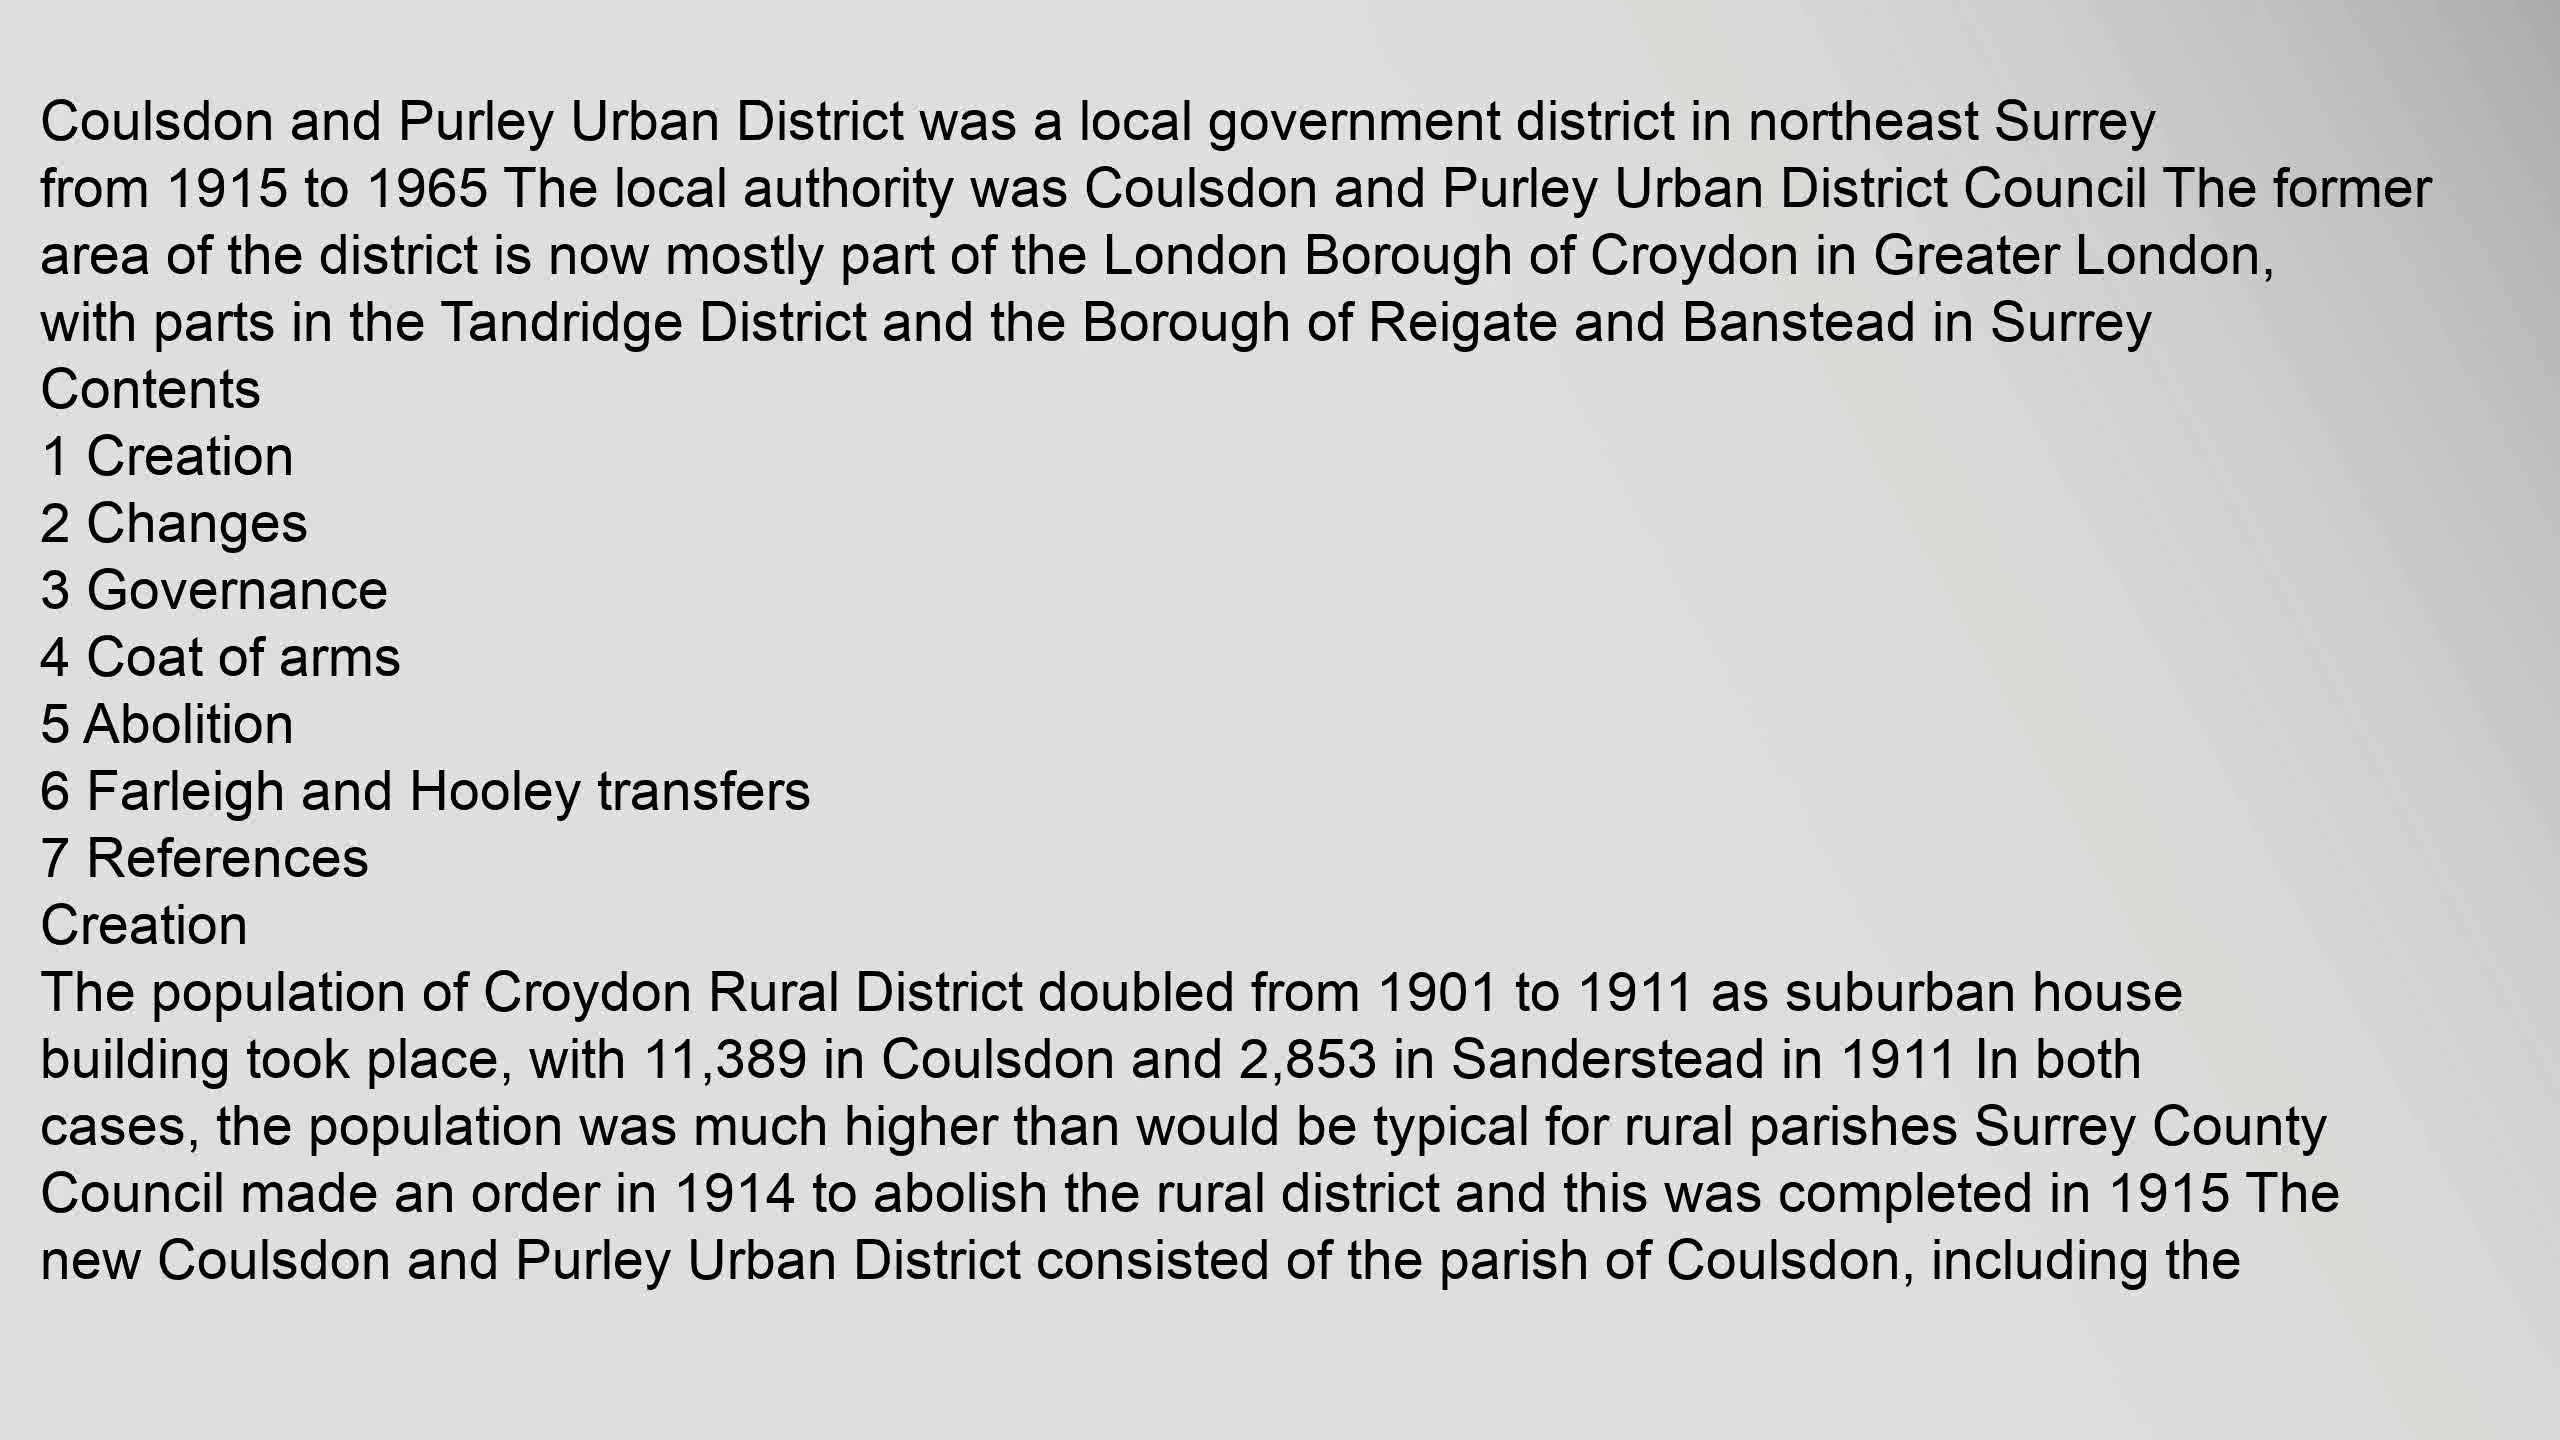 Coulsdon and Purley Urban District was a local government district in northeast Surrey
from 1915 to 1965 The local authority was Coulsdon and Purley Urban District Council The former
area of the district is now mostly part of the London Borough of Croydon in Greater London,
with parts in the Tandridge District and the Borough of Reigate and Banstead in Surrey
Contents
1 Creation
2 Changes
3 Governance
4 Coat of arms
5 Abolition
6 Farleigh and Hooley transfers
7 References
Creation
The population of Croydon Rural District doubled from 1901 to 1911 as suburban house
building took place, with 11,389 in Coulsdon and 2,853 in Sanderstead in 1911 In both
cases, the population was much higher than would be typical for rural parishes Surrey County
Council made an order in 1914 to abolish the rural district and this was completed in 1915 The
new Coulsdon and Purley Urban District consisted of the parish of Coulsdon, including the